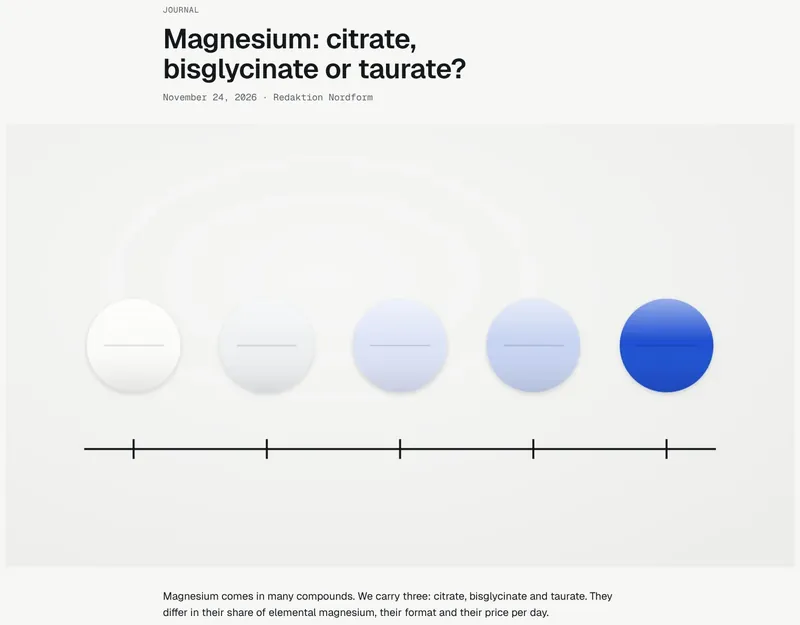 JOURNAL
Magnesium: citrate,
bisglycinate or taurate?
November 24, 2026 · Redaktion Nordform
Magnesium comes in many compounds. We carry three: citrate, bisglycinate and taurate. They
differ in their share of elemental magnesium, their format and their price per day.